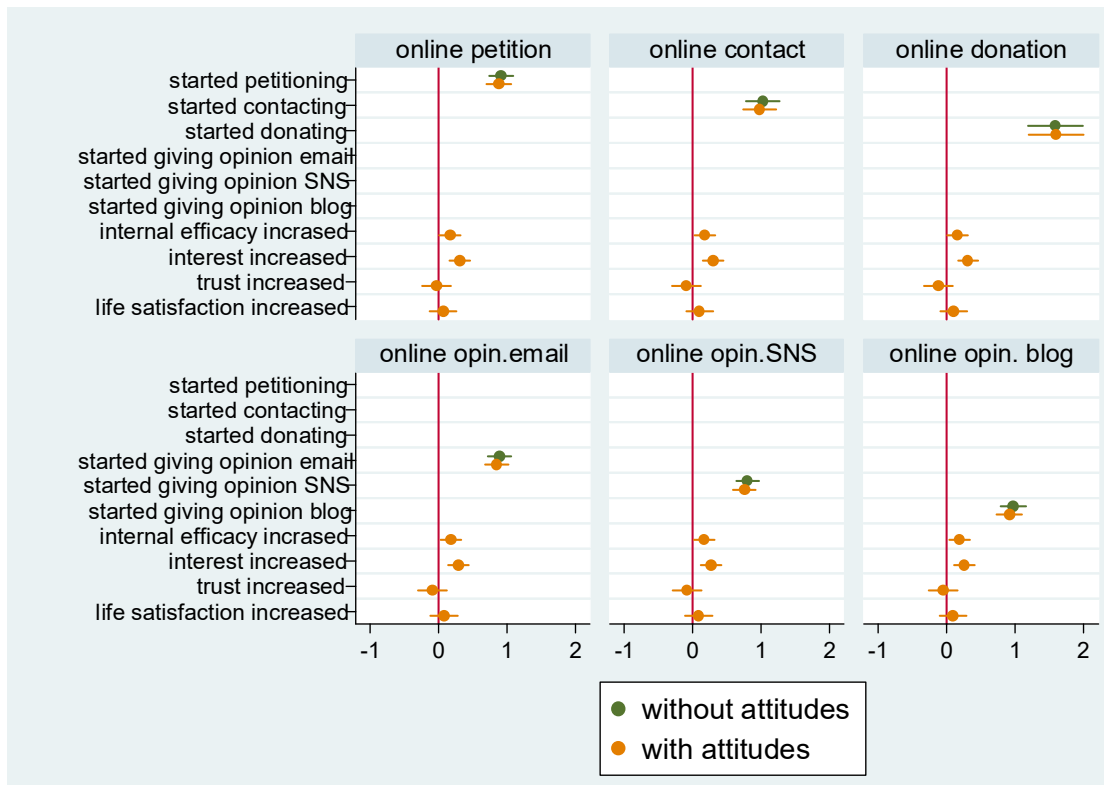 online petition online contact online donation
started petitioning
started contacting
started donating
started giving opinion email
started giving opinion SNS
started giving opinion blog
internal efficacy incrased
interest increased
trust increased
life satisfaction increased
online opin.email online opin.SNS online opin. blog
started petitioning
started contacting
started donating
started giving opinion email
started giving opinion SNS
started giving opinion blog
internal efficacy incrased
interest increased
trust increased
life satisfaction increased
-1 0 1 2 -1 0 1 2 -1 0 1 2
without attitudes
with attitudes